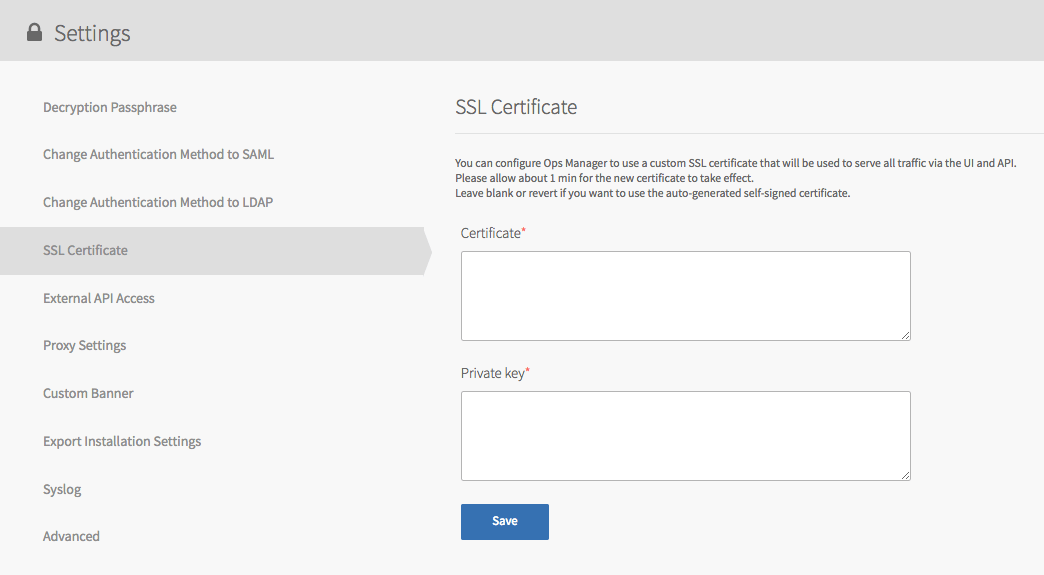 Settings
Decryption Passphrase
Change Authentication Method to SAML
Change Authentication Method to LDAP
SSL Certificate
External API Access
Proxy Settings
Custom Banner
Export Installation Settings
Syslog
Advanced
SSL Certificate
You can configure Ops Manager to use a custom SSL certificate that will be used to serve all traffic via the UI and API.
Please allow about 1 min for the new certificate to take effect.
Leave blank or revert if you want to use the auto-generated self-signed certificate.
Certificate*
Private key*
Save